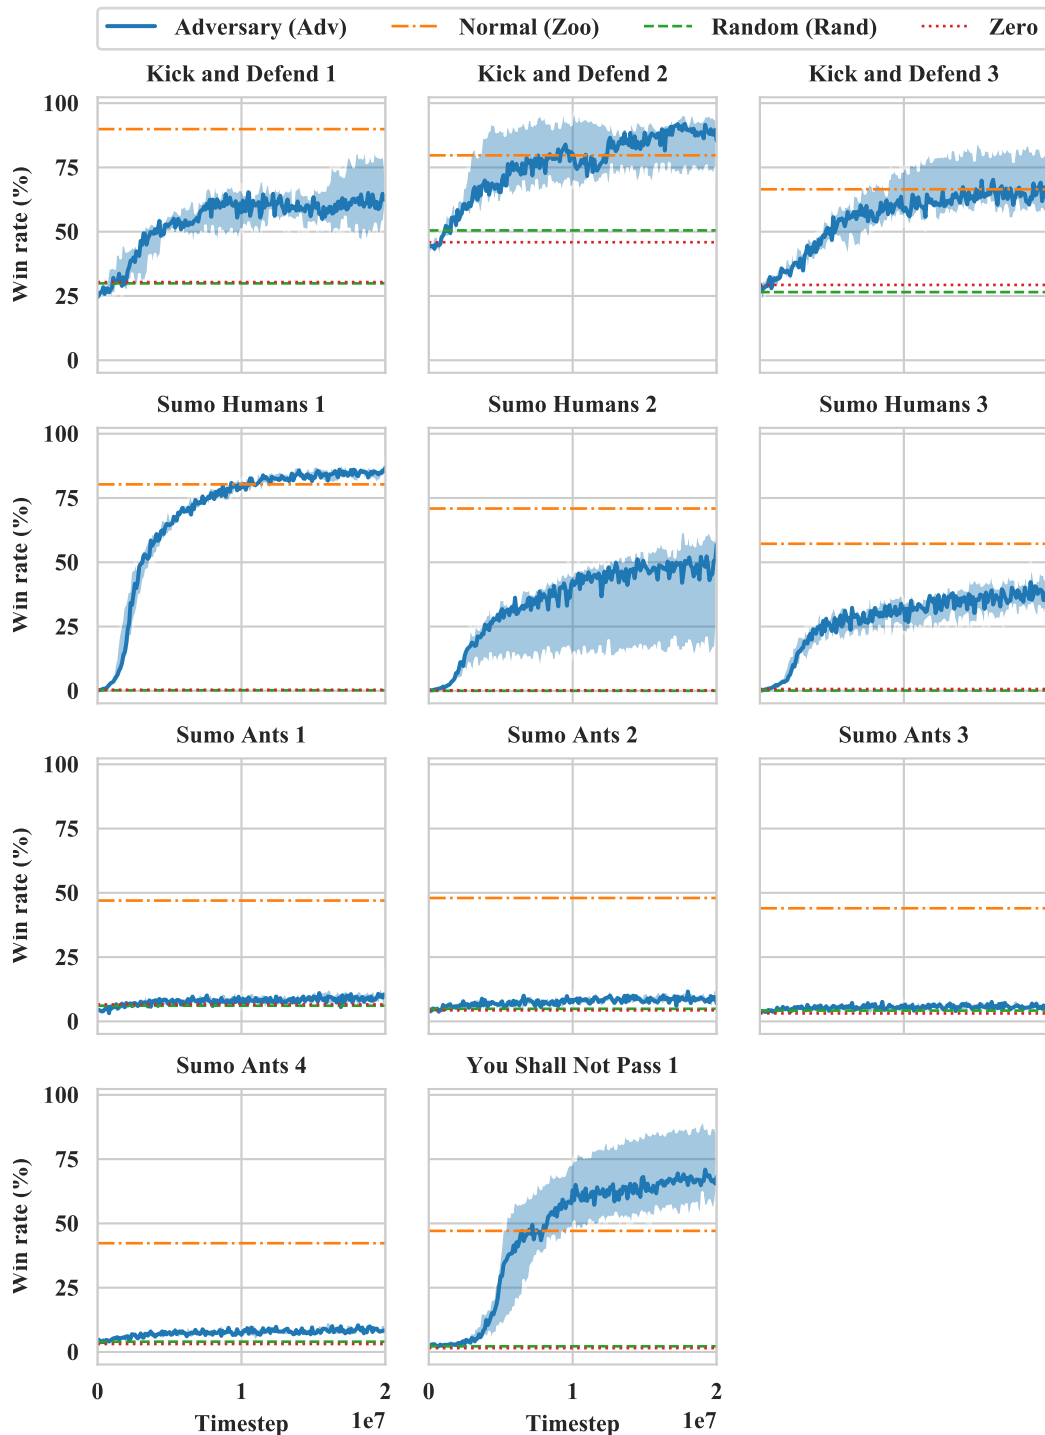 Adversary (Adv) Normal (Zoo) Random (Rand) Zero
Kick and Defend 1 Kick and Defend 2 Kick and Defend 3
Win rate (%)
100
75
50
25
0
Sumo Humans 1 Sumo Humans 2 Sumo Humans 3
Win rate (%)
100
75
50
25
0
Sumo Ants 1 Sumo Ants 2 Sumo Ants 3
Win rate (%)
100
75
50
25
0
Sumo Ants 4 You Shall Not Pass 1
Win rate (%)
100
75
50
25
0
0 1 2 0 1 2
Timestep 1e7 Timestep 1e7